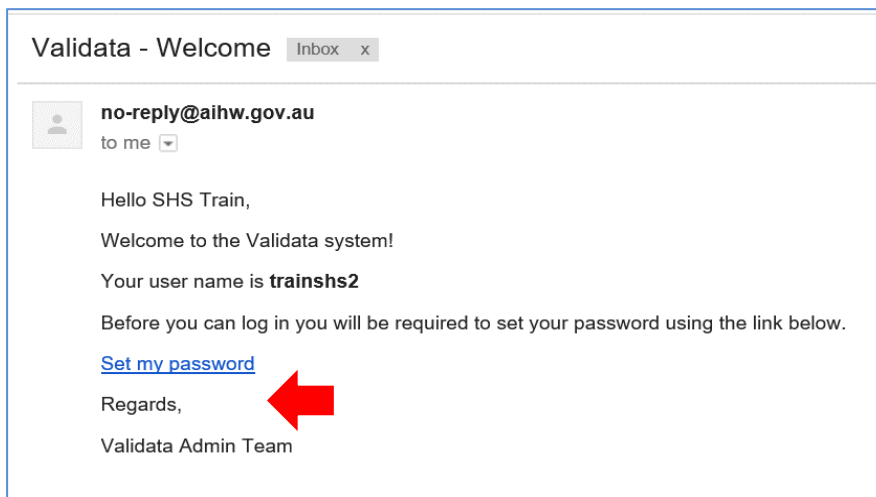 Validata - Welcome Inbox x
no-reply@aihw.gov.au
to me
Hello SHS Train,
Welcome to the Validata system!
Your user name is trainshs2
Before you can log in you will be required to set your password using the link below.
Set my password
Regards,
Validata Admin Team